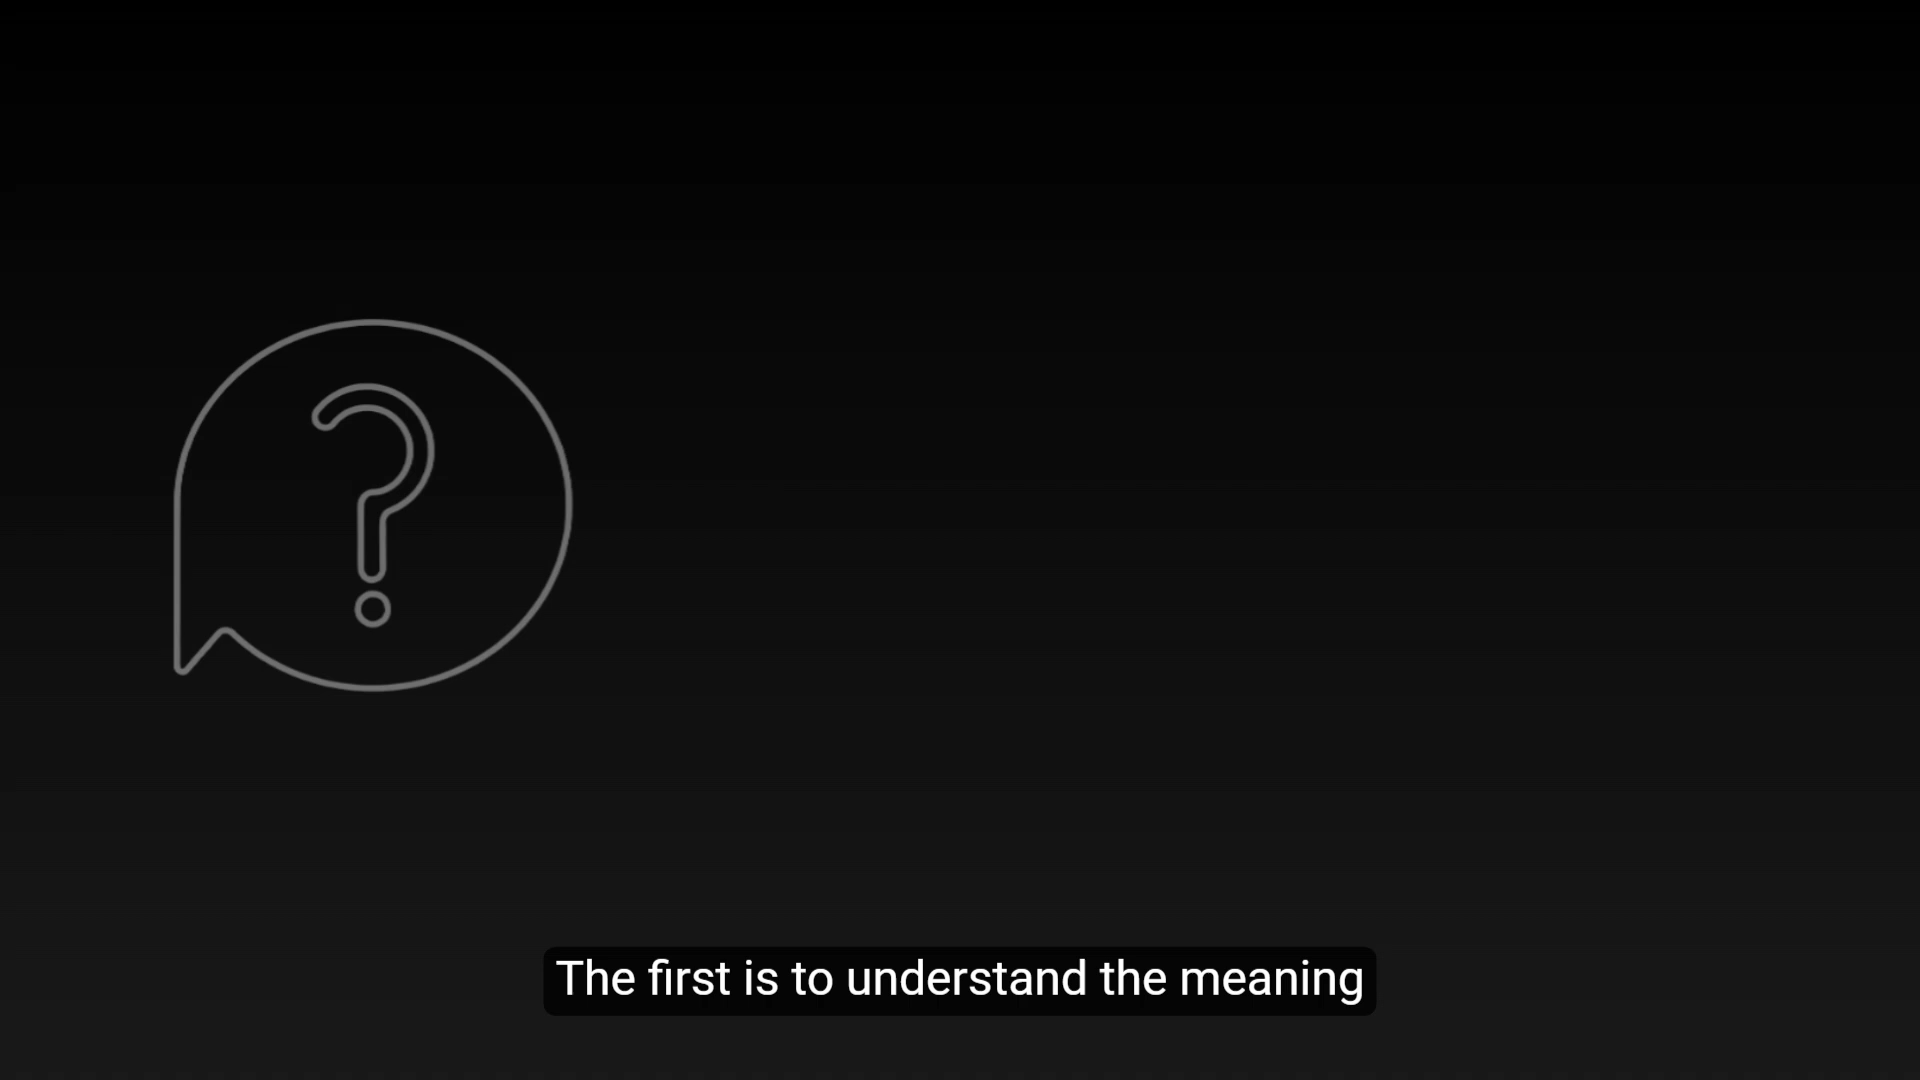 The first is to understand the meaning